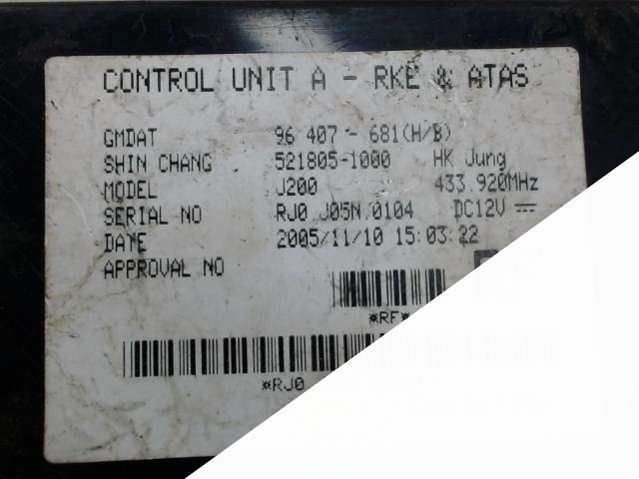 CONTROL UNIT A - RKE & ATAS
GMDAT 96 407 - 681(H/B)
SHIN CHANG 521805-1000 HK Jung
MODEL J200 433.920MHz
SERIAL NO RJ0 J05N 0104 DC12V
DATE 2005/11/10 15:03:22
APPROVAL NO
RF
*RF*
*RJ0